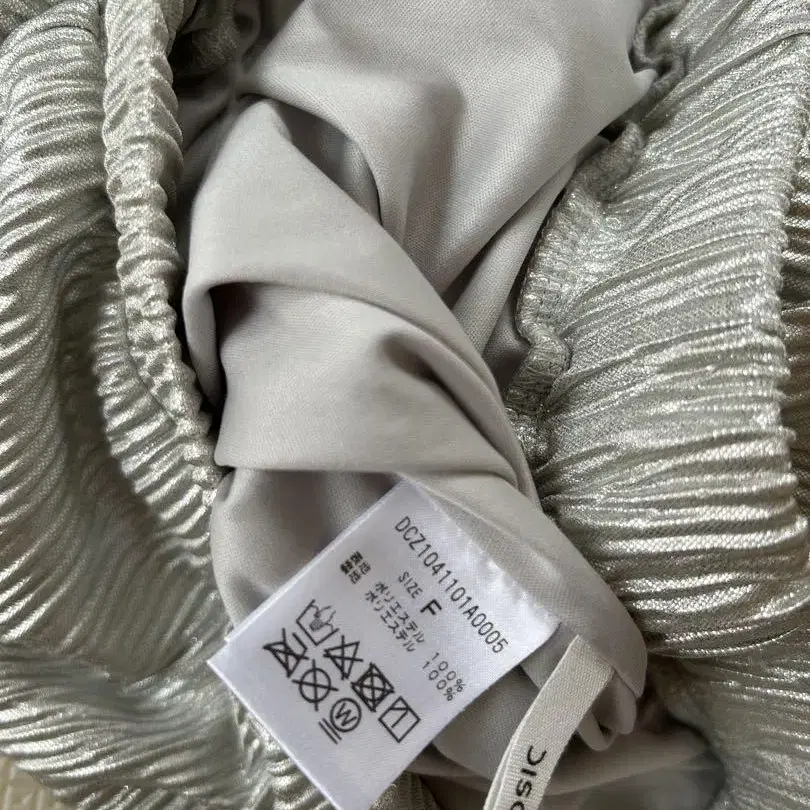 DCZ1041101A0005
SIZE F
表地 ポリエステル 100%
裏地 ポリエステル 100%
W
DISC